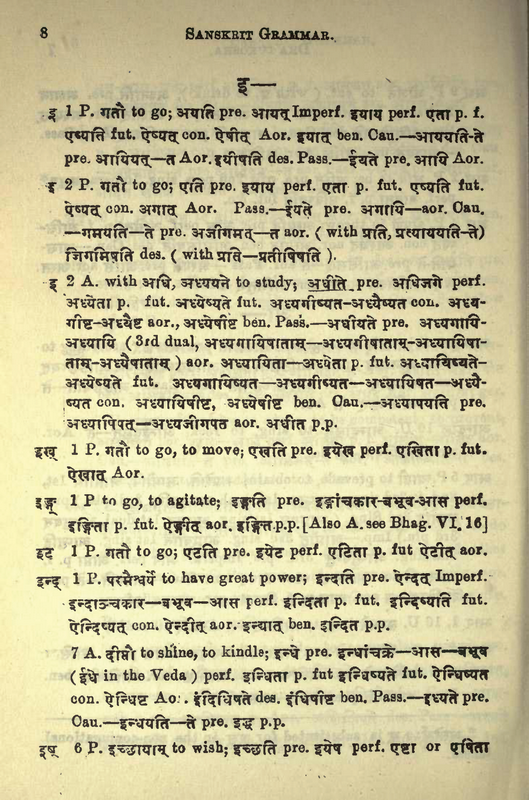 8 SANSKRIT GRAMMAR.
इ—
इ 1 P. गतौ to go; अयति pre. आयत् Imperf. इयाय perf. एता p. f.
एष्यति fut. ऐष्यत् con. ऐषीत् Aor. इयात् ben. Cau.—आययति-ते
pre. आयियत्—त Aor. इयीषति des. Pass.—ईयते pre. आयि Aor.
इ 2 P. गतौ to go; एति pre. इयाय perf. एता p. fut. एष्यति fut.
ऐष्यत् con. अगात् Aor. Pass.—ईयते pre. अगायि—aor. Cau.
—गमयति—ते pre. अजीगमत्—त aor. ( with प्रति, प्रत्याययति-ते)
जिगमिषति des. ( with प्रति—प्रतीषिषति ).
इ 2 A. with अधि, अध्ययने to study; अधीते pre. अधिजगे perf.
अध्येता p. fut. अध्येष्यते fut. अध्यगीष्यत-अध्यैष्यत con. अध्य-
गीष्ट-अध्यैष्ट aor., अध्येषीष्ट ben. Pass.—अधीयते pre. अध्यगायि-
अध्यायि ( 3rd dual, अध्यगायिषाताम्—अध्यगीषाताम्-अध्यायिषा-
ताम्-अध्यैषाताम् ) aor. अध्यायिता—अध्येता p. fut. अध्यायिष्यते-
अध्येष्यते fut. अध्यगायिष्यत—अध्यगीष्यत—अध्यायिष्यत—अध्यै-
ष्यत con. अध्यायिषीष्ट, अध्येषीष्ट ben. Cau.—अध्यापयति pre.
अध्यापिपत्—अध्यजीगपत aor. अधीत p.p.
इख् 1 P. गतौ to go, to move; एखति pre. इयेख perf. एखिता p. fut.
ऐखीत् Aor.
इङ्ग् 1 P to go, to agitate; इङ्गति pre. इङ्गांचकार-बभूव-आस perf.
इङ्गिता p. fut. ऐङ्गीत् aor. इङ्गित p.p. [Also A. see Bhag. VI. 16]
इट् 1 P. गतौ to go; एटति pre. इयेट perf. एटिता p. fut ऐटीत् aor.
इन्द् 1 P. परमैश्वर्ये to have great power; इन्दति pre. ऐन्दत् Imperf.
इन्दाञ्चकार—बभूव—आस perf. इन्दिता p. fut. इन्दिष्यति fut.
ऐन्दिष्यत् con. ऐन्दीत् aor. इन्द्यात् ben. इन्दित p.p.
7 A. दीप्तौ to shine, to kindle; इन्धे pre. इन्धांचक्रे—आस—बभूव
( ईधे in the Veda ) perf. इन्धिता p. fut इन्धिष्यते fut. ऐन्धिष्यत
con. ऐन्धिष्ट Ao. इंदिधिषते des. इंधिषीष्ट ben. Pass.—इध्यते pre.
Cau.—इन्धयति—ते pre. इद्ध p.p.
इष् 6 P. इच्छायाम् to wish; इच्छति pre. इयेष perf. एष्टा or एषिता